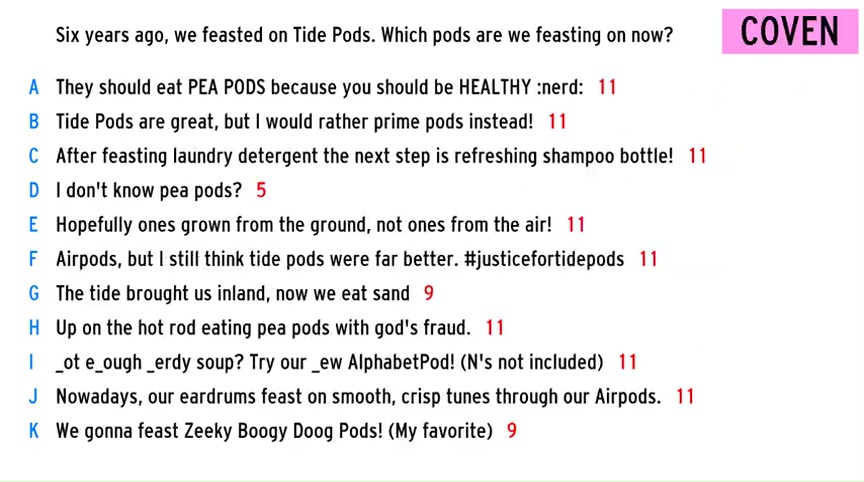 Six years ago, we feasted on Tide Pods. Which pods are we feasting on now?
COVEN
A They should eat PEA PODS because you should be HEALTHY :nerd: 11
B Tide Pods are great, but I would rather prime pods instead! 11
C After feasting laundry detergent the next step is refreshing shampoo bottle! 11
D I don't know pea pods? 5
E Hopefully ones grown from the ground, not ones from the air! 11
F Airpods, but I still think tide pods were far better. #justicefortidepods 11
G The tide brought us inland, now we eat sand 9
H Up on the hot rod eating pea pods with god's fraud. 11
I _ot e_ough _erdy soup? Try our _ew AlphabetPod! (N's not included) 11
J Nowadays, our eardrums feast on smooth, crisp tunes through our Airpods. 11
K We gonna feast Zeeky Boogy Doog Pods! (My favorite) 9